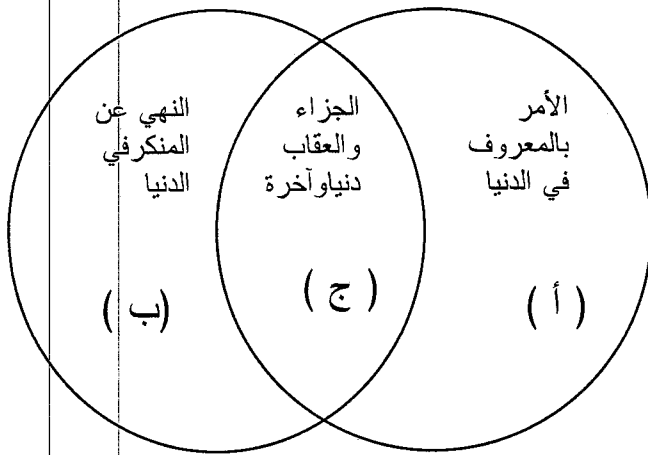 الأمر
بالمعروف
في الدنيا
( أ )
الجزاء
والعقاب
دنياوآخرة
( ج )
النهي عن
المنكرفي
الدنيا
(ب )